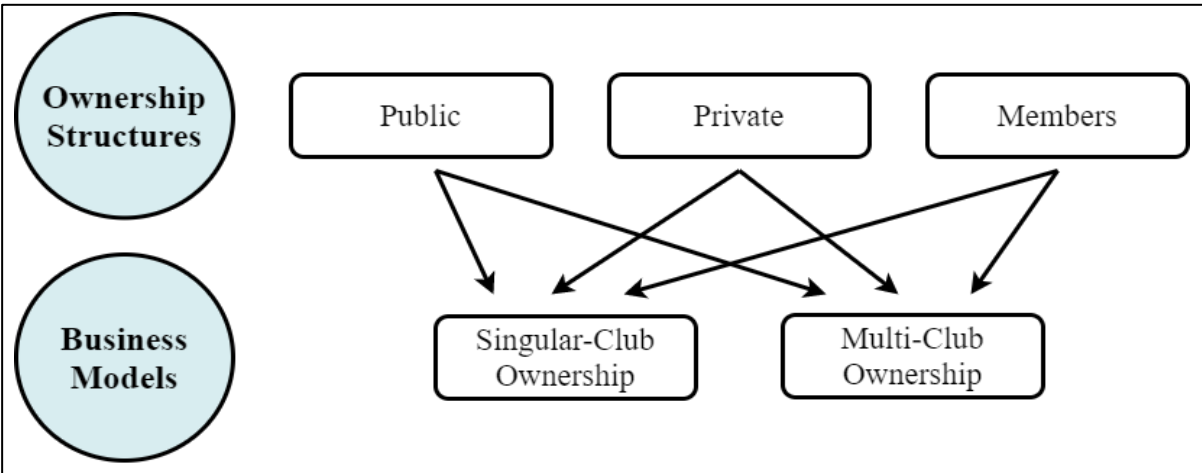 Ownership
Structures
Public
Private
Members
Business
Models
Singular-Club
Ownership
Multi-Club
Ownership